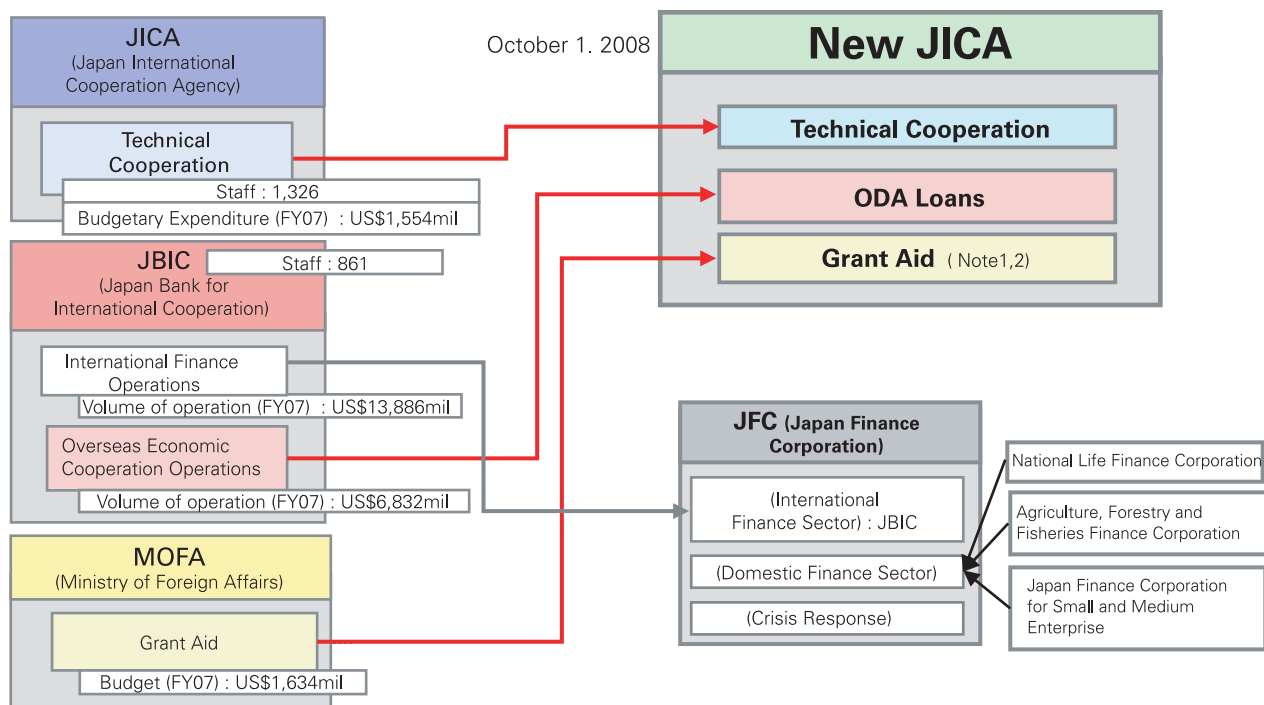 JICA
(Japan International
Cooperation Agency)
Technical
Cooperation
Staff : 1,326
Budgetary Expenditure (FY07) : US$1,554mil
JBIC
Staff : 861
(Japan Bank for
International Cooperation)
International Finance
Operations
Volume of operation (FY07) : US$13,886mil
Overseas Economic
Cooperation Operations
Volume of operation (FY07) : US$6,832mil
MOFA
(Ministry of Foreign Affairs)
Grant Aid
Budget (FY07) : US$1,634mil
October 1. 2008
New JICA
Technical Cooperation
ODA Loans
Grant Aid ( Note1,2)
JFC (Japan Finance
Corporation)
(International
Finance Sector) : JBIC
(Domestic Finance Sector)
(Crisis Response)
National Life Finance Corporation
Agriculture, Forestry and
Fisheries Finance Corporation
Japan Finance Corporation
for Small and Medium
Enterprise